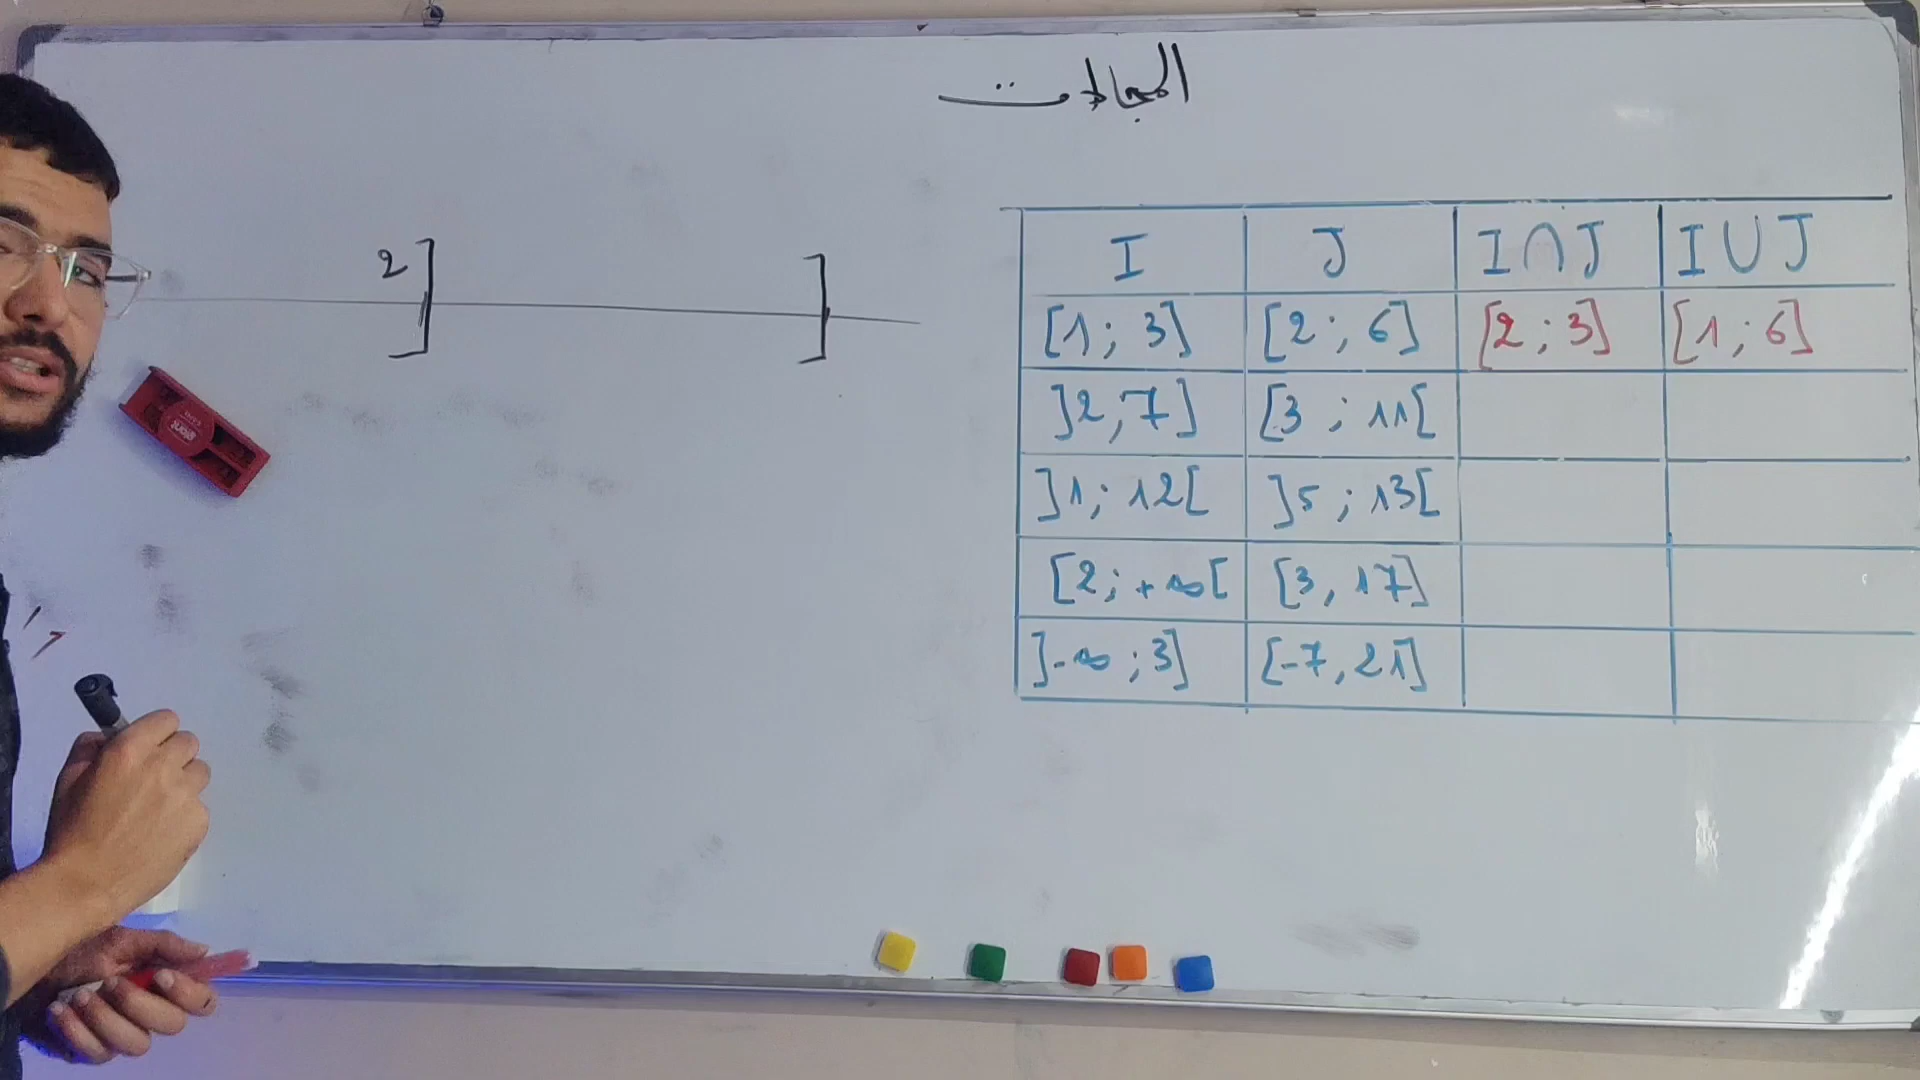 المجالات
2 ] ]
I J I∩J I∪J
[1 ; 3] [2 ; 6] [2 ; 3] [1 ; 6]
]2 , 7] [3 ; 11[
]1 ; 12[ ]5 ; 13[
[2 ; +∞[ [3 , 17]
]-∞ ; 3] [-7 , 21]
giant